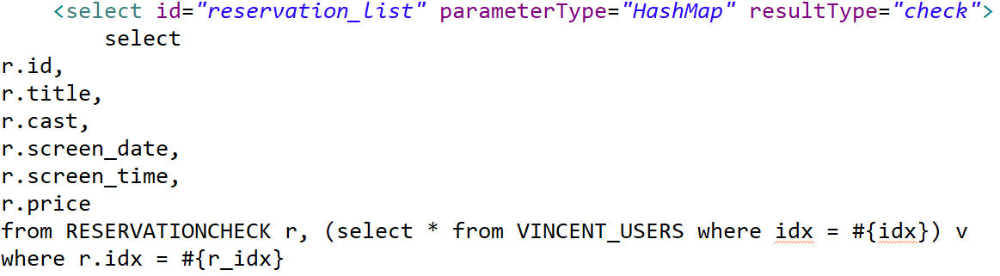 <select id="reservation_list" parameterType="HashMap" resultType="check">
select
r.id,
r.title,
r.cast,
r.screen_date,
r.screen_time,
r.price
from RESERVATIONCHECK r, (select * from VINCENT_USERS where idx = #{idx}) v
where r.idx = #{r_idx}